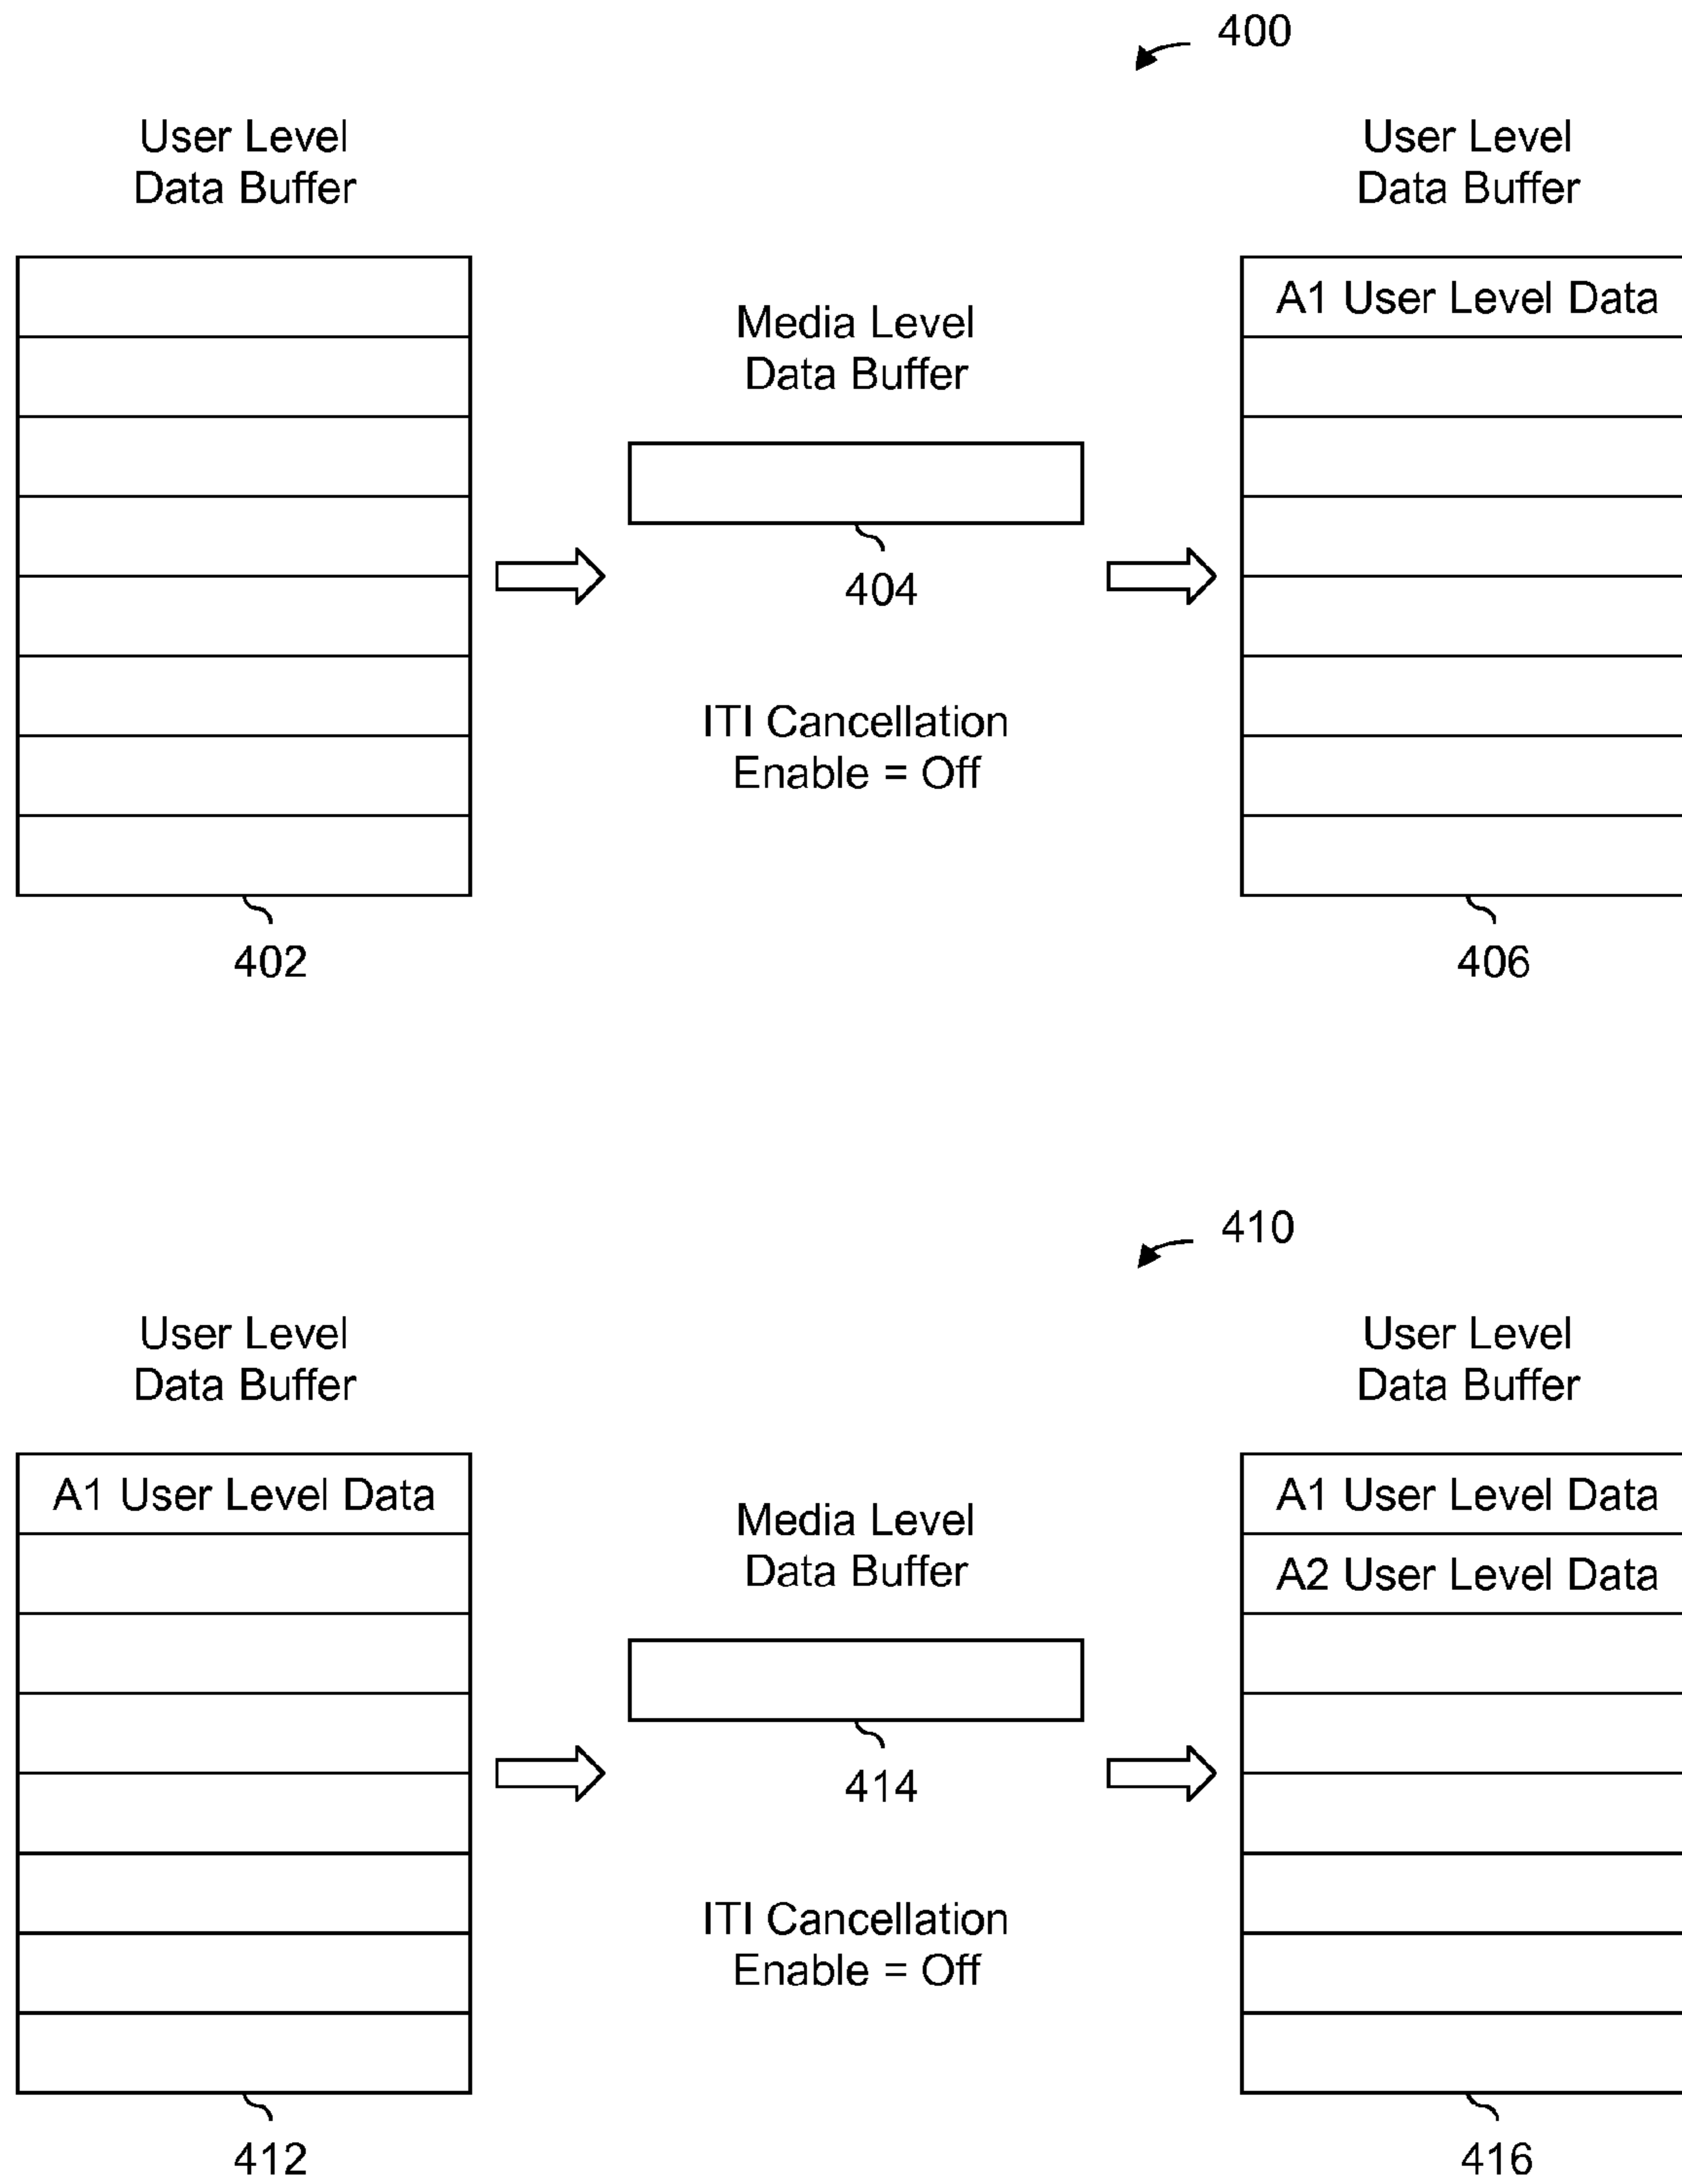 400
User Level
Data Buffer
User Level
Data Buffer
Media Level
Data Buffer
A1 User Level Data
404
ITI Cancellation
Enable = Off
402
406
410
User Level
Data Buffer
User Level
Data Buffer
A1 User Level Data
Media Level
Data Buffer
A1 User Level Data
A2 User Level Data
414
ITI Cancellation
Enable = Off
412
416